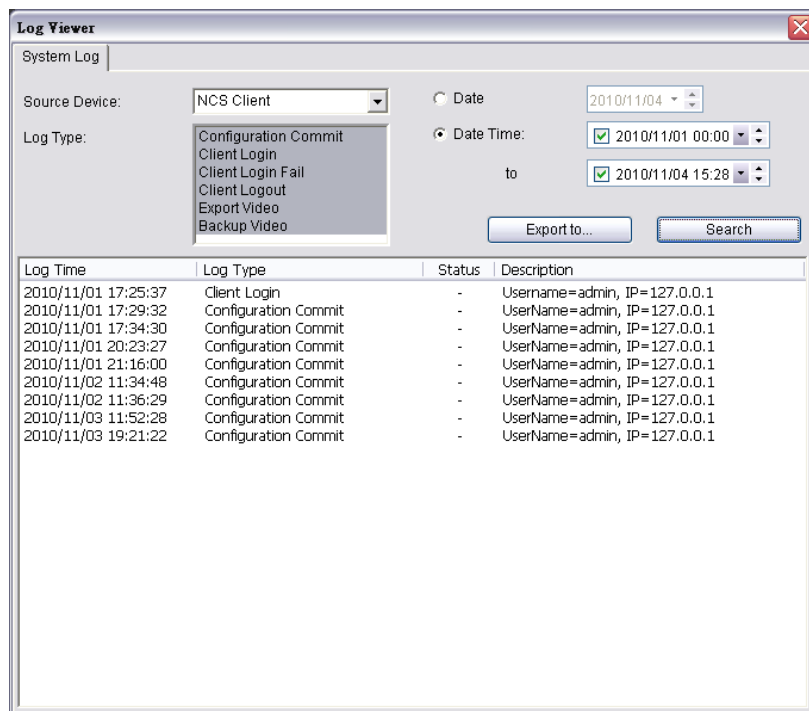 Log Viewer
System Log
Source Device: NCS Client
Date 2010/11/04
Log Type:
Configuration Commit
Client Login
Client Login Fail
Client Logout
Export Video
Backup Video
Date Time: 2010/11/01 00:00
to 2010/11/04 15:28
Export to... Search
Log Time Log Type Status Description
2010/11/01 17:25:37 Client Login - Username=admin, IP=127.0.0.1
2010/11/01 17:29:32 Configuration Commit - UserName=admin, IP=127.0.0.1
2010/11/01 17:34:30 Configuration Commit - UserName=admin, IP=127.0.0.1
2010/11/01 20:23:27 Configuration Commit - UserName=admin, IP=127.0.0.1
2010/11/01 21:16:00 Configuration Commit - UserName=admin, IP=127.0.0.1
2010/11/02 11:34:48 Configuration Commit - UserName=admin, IP=127.0.0.1
2010/11/02 11:36:29 Configuration Commit - UserName=admin, IP=127.0.0.1
2010/11/03 11:52:28 Configuration Commit - UserName=admin, IP=127.0.0.1
2010/11/03 19:21:22 Configuration Commit - UserName=admin, IP=127.0.0.1